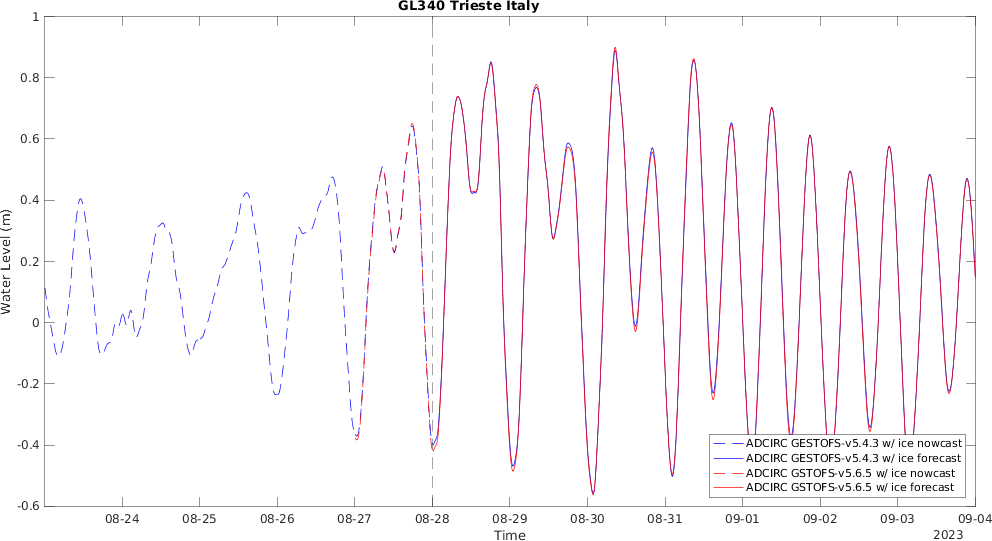 GL340 Trieste Italy
Water Level (m)
1
0.8
0.6
0.4
0.2
0
-0.2
-0.4
-0.6
ADCIRC GESTOFS-v5.4.3 w/ ice nowcast
ADCIRC GESTOFS-v5.4.3 w/ ice forecast
ADCIRC GSTOFS-v5.6.5 w/ ice nowcast
ADCIRC GSTOFS-v5.6.5 w/ ice forecast
08-24 08-25 08-26 08-27 08-28 08-29 08-30 08-31 09-01 09-02 09-03 09-04
Time
2023